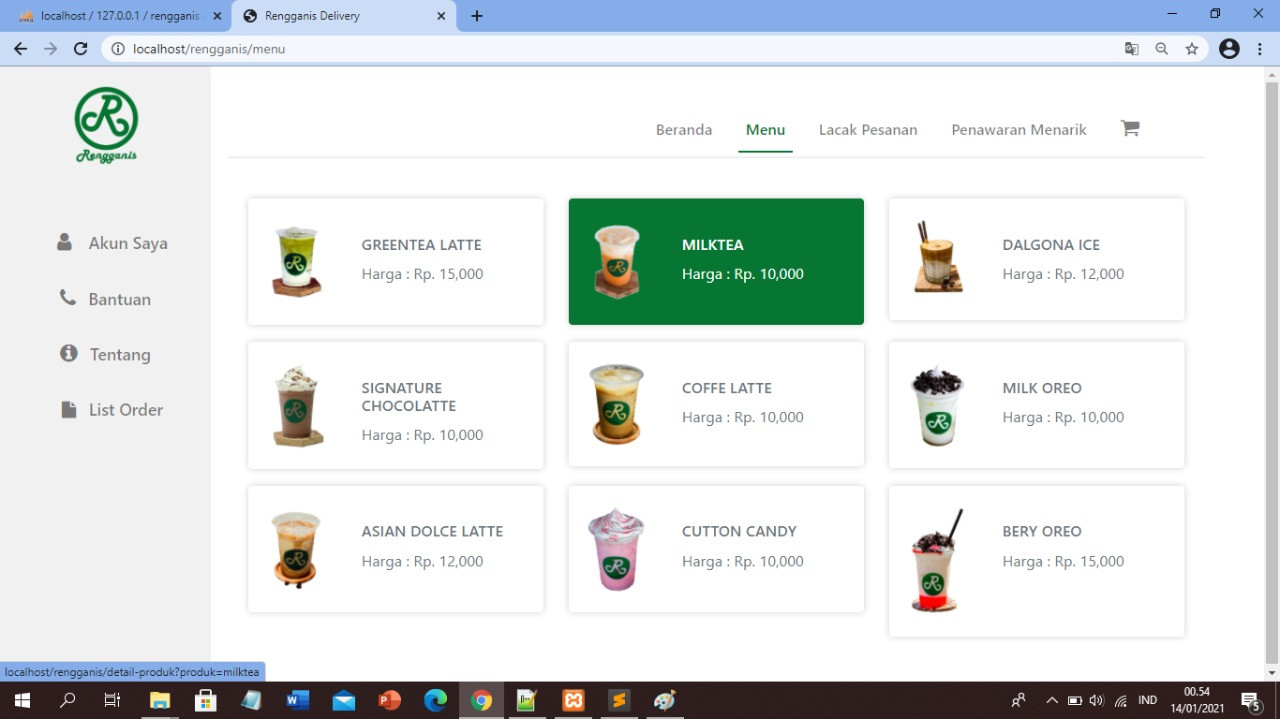 localhost / 127.0.0.1 / rengganis
Rengganis Delivery
localhost/rengganis/menu
Rengganis
Beranda
Menu
Lacak Pesanan
Penawaran Menarik
Akun Saya
Bantuan
Tentang
List Order
GREENTEA LATTE
Harga : Rp. 15,000
MILKTEA
Harga : Rp. 10,000
DALGONA ICE
Harga : Rp. 12,000
SIGNATURE
CHOCOLATTE
Harga : Rp. 10,000
COFFE LATTE
Harga : Rp. 10,000
MILK OREO
Harga : Rp. 10,000
ASIAN DOLCE LATTE
Harga : Rp. 12,000
CUTTON CANDY
Harga : Rp. 10,000
BERY OREO
Harga : Rp. 15,000
localhost/rengganis/detail-produk?produk=milktea
IND
00.54
14/01/2021
5